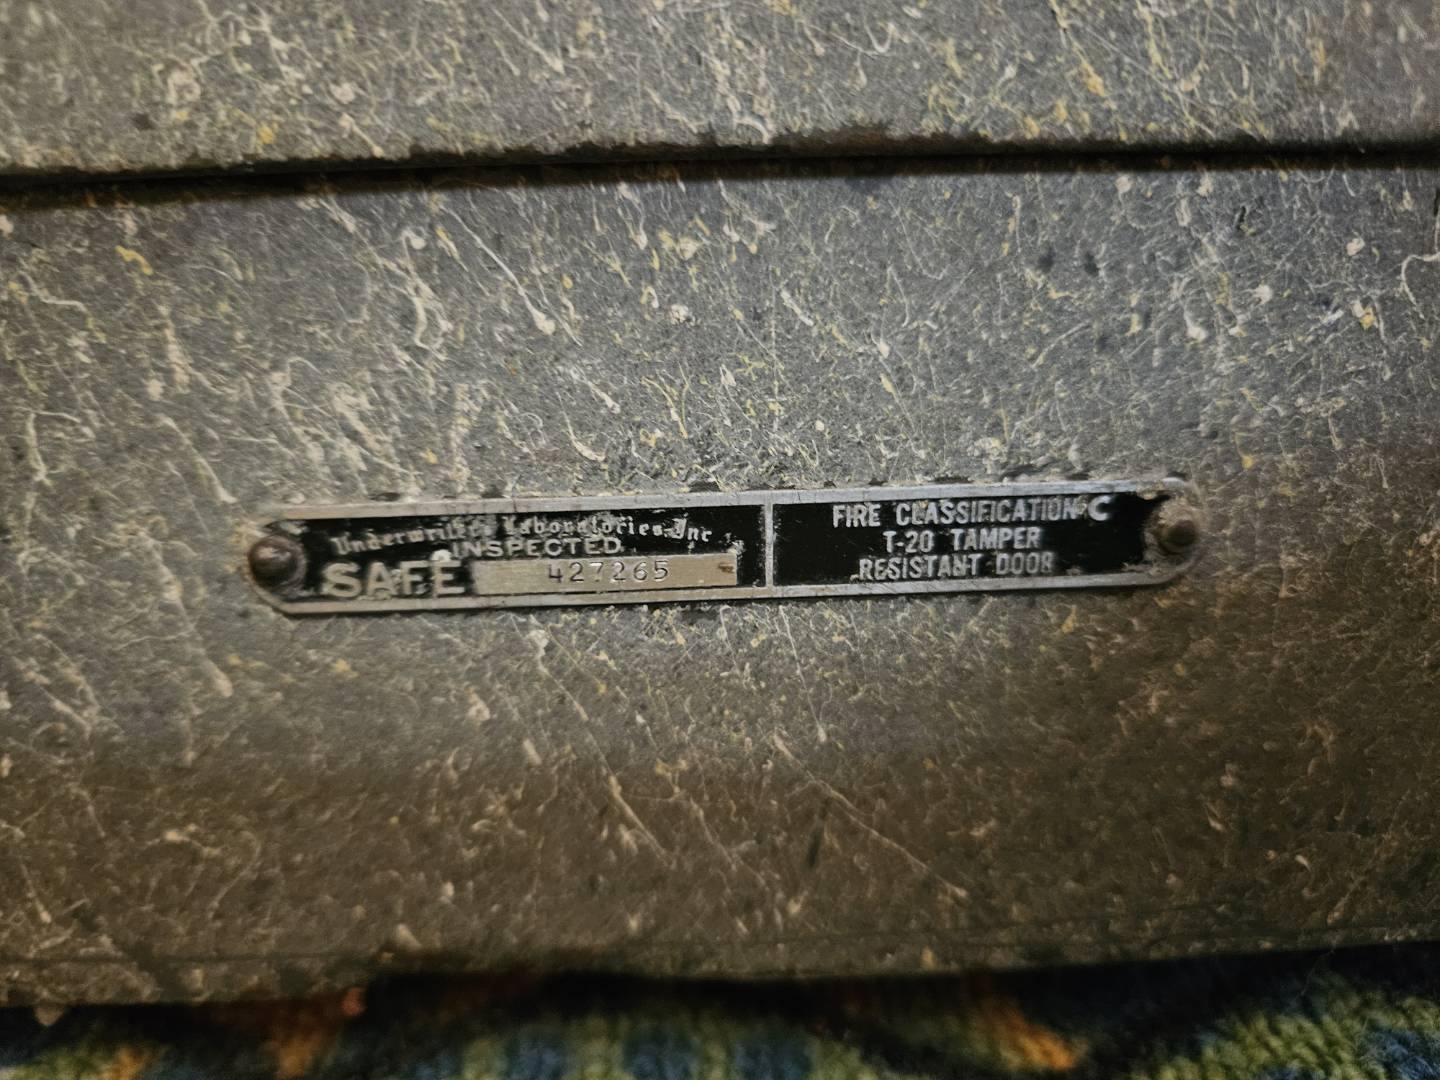 Underwriters Laboratories Inc
INSPECTED
SAFE 427265
FIRE CLASSIFICATION C
T-20 TAMPER
RESISTANT DOOR